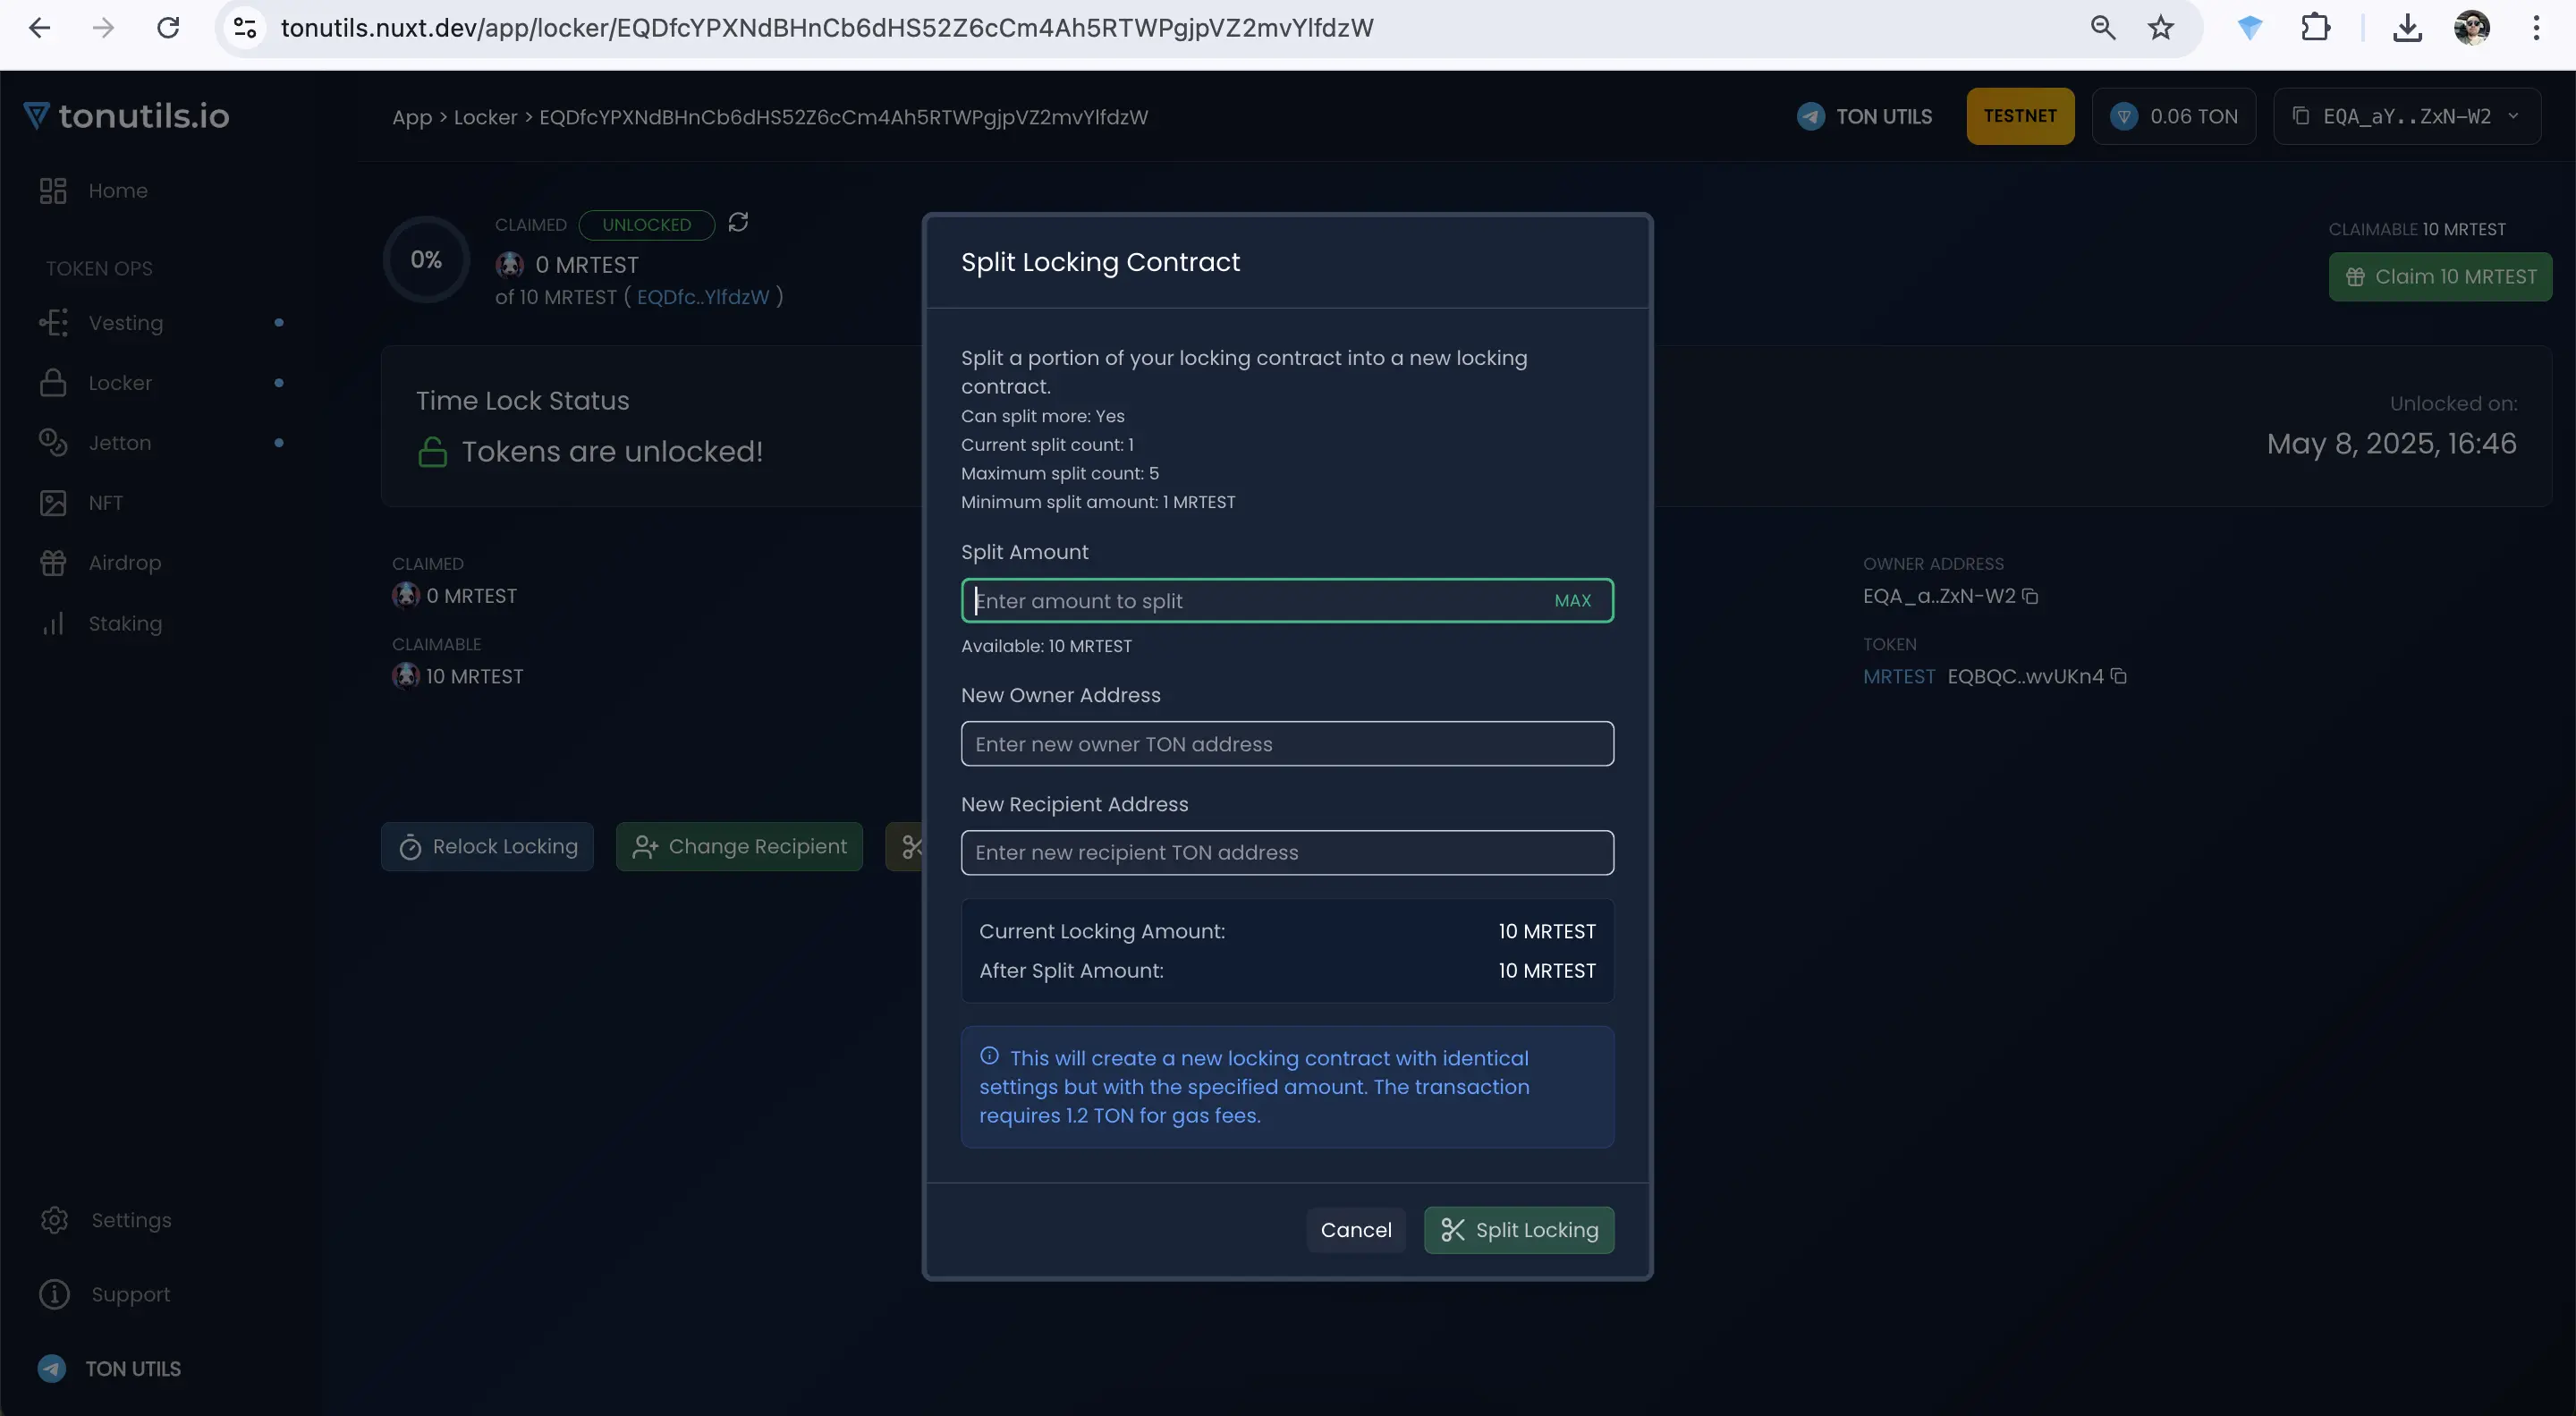 tonutils.nuxt.dev/app/locker/EQDfcYPXNdBHnCb6dHS52Z6cCm4Ah5RTWPgjpVZ2mvYlfdzW
tonutils.io
App > Locker > EQDfcYPXNdBHnCb6dHS52Z6cCm4Ah5RTWPgjpVZ2mvYlfdzW
TON UTILS
TESTNET
0.06 TON
EQA_aY..ZxN-W2
Home
TOKEN OPS
Vesting
Locker
Jetton
NFT
Airdrop
Staking
Settings
Support
TON UTILS
0%
CLAIMED UNLOCKED
0 MRTEST
of 10 MRTEST ( EQDfc..YlfdzW )
CLAIMABLE 10 MRTEST
Claim 10 MRTEST
Time Lock Status
Tokens are unlocked!
Unlocked on:
May 8, 2025, 16:46
CLAIMED
0 MRTEST
CLAIMABLE
10 MRTEST
OWNER ADDRESS
EQA_a..ZxN-W2
TOKEN
MRTEST EQBQC..wvUKn4
Relock Locking
Change Recipient
Split Locking Contract
Split a portion of your locking contract into a new locking
contract.
Can split more: Yes
Current split count: 1
Maximum split count: 5
Minimum split amount: 1 MRTEST
Split Amount
Enter amount to split MAX
Available: 10 MRTEST
New Owner Address
Enter new owner TON address
New Recipient Address
Enter new recipient TON address
Current Locking Amount: 10 MRTEST
After Split Amount: 10 MRTEST
This will create a new locking contract with identical
settings but with the specified amount. The transaction
requires 1.2 TON for gas fees.
Cancel
Split Locking